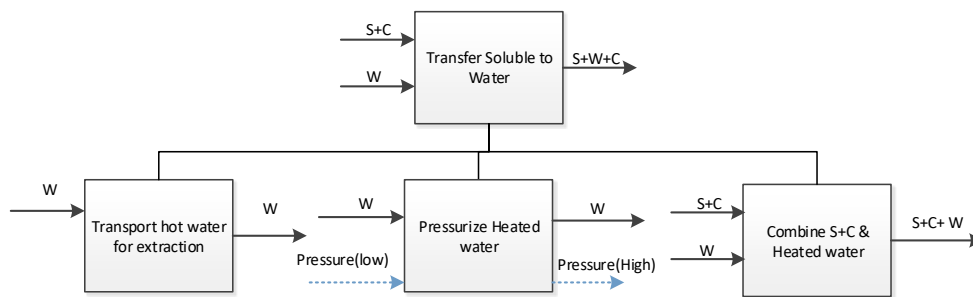 S+C
W
Transfer Soluble to
Water
S+W+C
W
Transport hot water
for extraction
W
W
Pressure(low)
Pressurize Heated
water
W
Pressure(High)
S+C
W
Combine S+C &
Heated water
S+C+ W